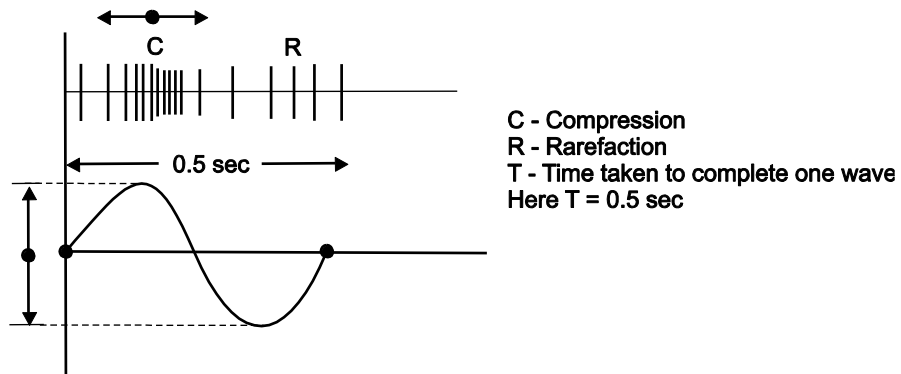 C
R
0.5 sec
C - Compression
R - Rarefaction
T - Time taken to complete one wave
Here T = 0.5 sec